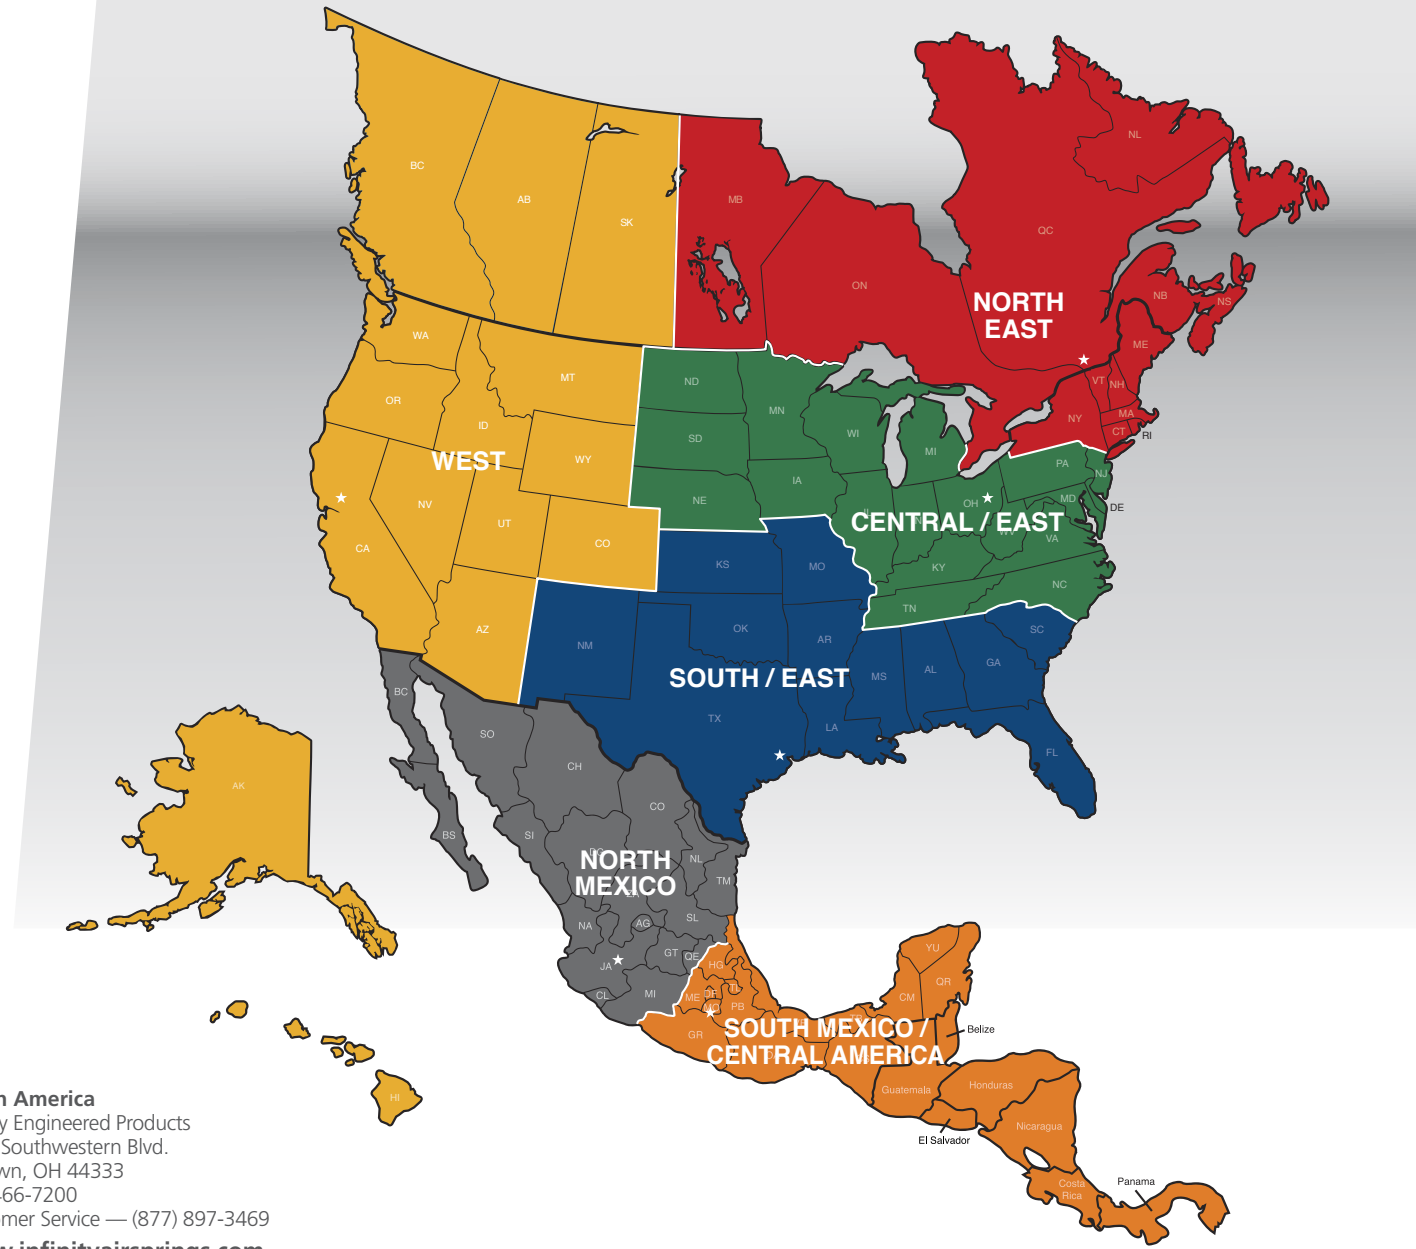 NL
BC
AB
MB
SK
QC
ON
NORTH
EAST
NB
NS
WA
ME
MT
ND
VT
NH
OR
MN
MA
NY
ID
WI
CT
RI
SD
MI
WEST
WY
PA
NJ
IA
NE
MD
NV
OH
DE
UT
CENTRAL / EAST
WV
VA
CO
CA
KS
MO
KY
NC
TN
AZ
OK
SC
AR
NM
GA
AL
MS
SOUTH / EAST
BC
TX
LA
SO
FL
CH
AK
CO
BS
SI
NORTH
MEXICO
NL
TM
SL
AG
NA
YU
GT
QE
HG
JA
QR
CL
MI
ME
DF
TL
CM
PB
MO
SOUTH MEXICO /
CENTRAL AMERICA
GR
Belize
Honduras
Guatemala
HI
Nicaragua
El Salvador
Panama
Costa
Rica
n America
y Engineered Products
Southwestern Blvd.
wn, OH 44333
466-7200
omer Service — (877) 897-3469
w.infinityairsprings.com